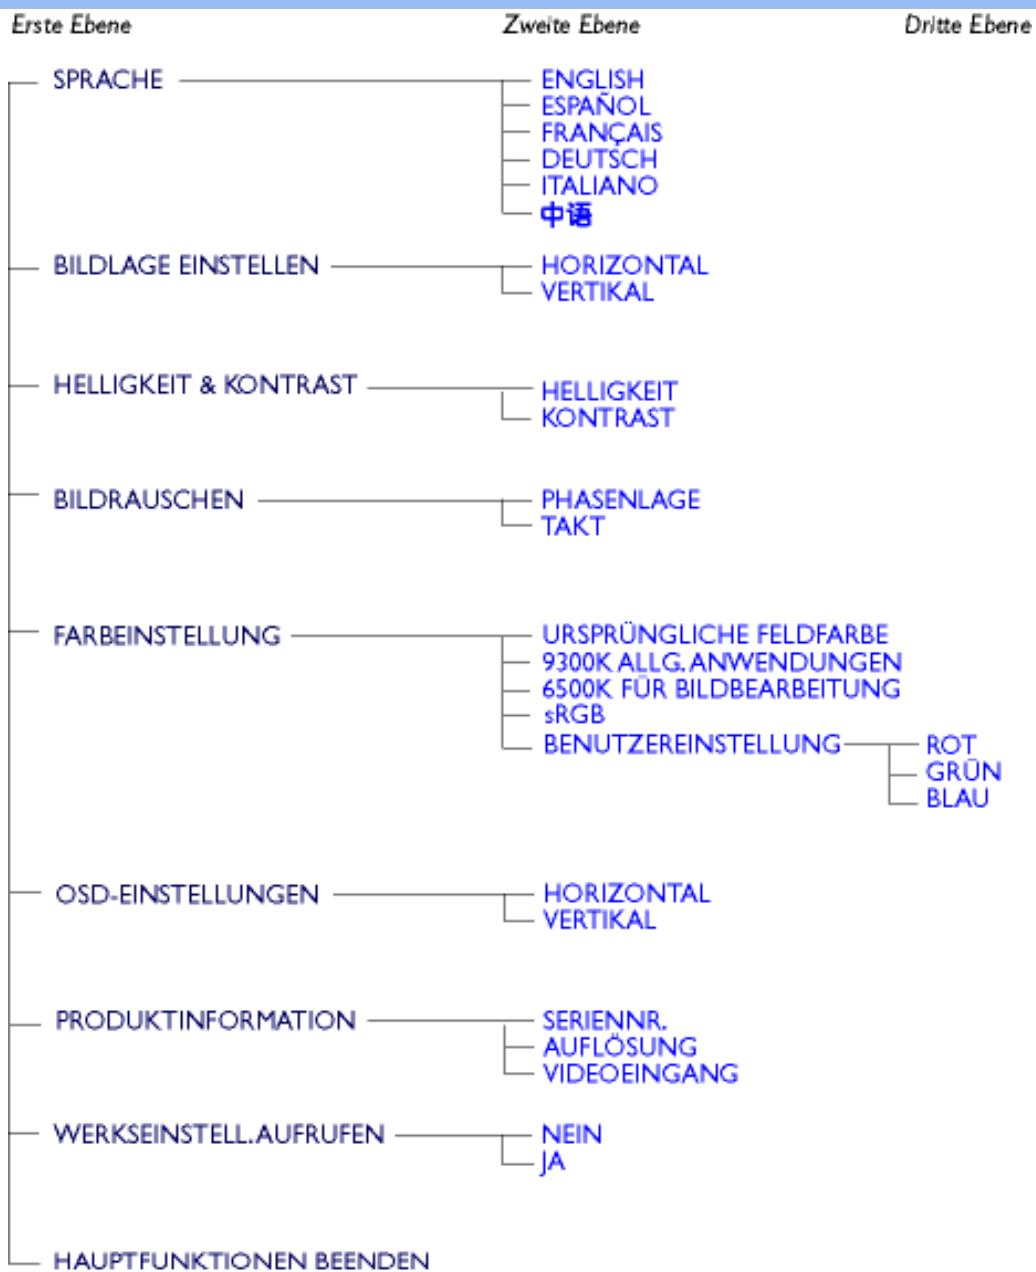 Erste Ebene Zweite Ebene Dritte Ebene
SPRACHE ENGLISH
ESPAÑOL
FRANÇAIS
DEUTSCH
ITALIANO
中语
BILDLAGE EINSTELLEN HORIZONTAL
VERTIKAL
HELLIGKEIT & KONTRAST HELLIGKEIT
KONTRAST
BILDRAUSCHEN PHASENLAGE
TAKT
FARBEINSTELLUNG URSPRÜNGLICHE FELDFARBE
9300K ALLG. ANWENDUNGEN
6500K FÜR BILDBEARBEITUNG
sRGB
BENUTZEREINSTELLUNG ROT
GRÜN
BLAU
OSD-EINSTELLUNGEN HORIZONTAL
VERTIKAL
PRODUKTINFORMATION SERIENNR.
AUFLÖSUNG
VIDEOEINGANG
WERKSEINSTELL. AUFRUFEN NEIN
JA
HAUPTFUNKTIONEN BEENDEN